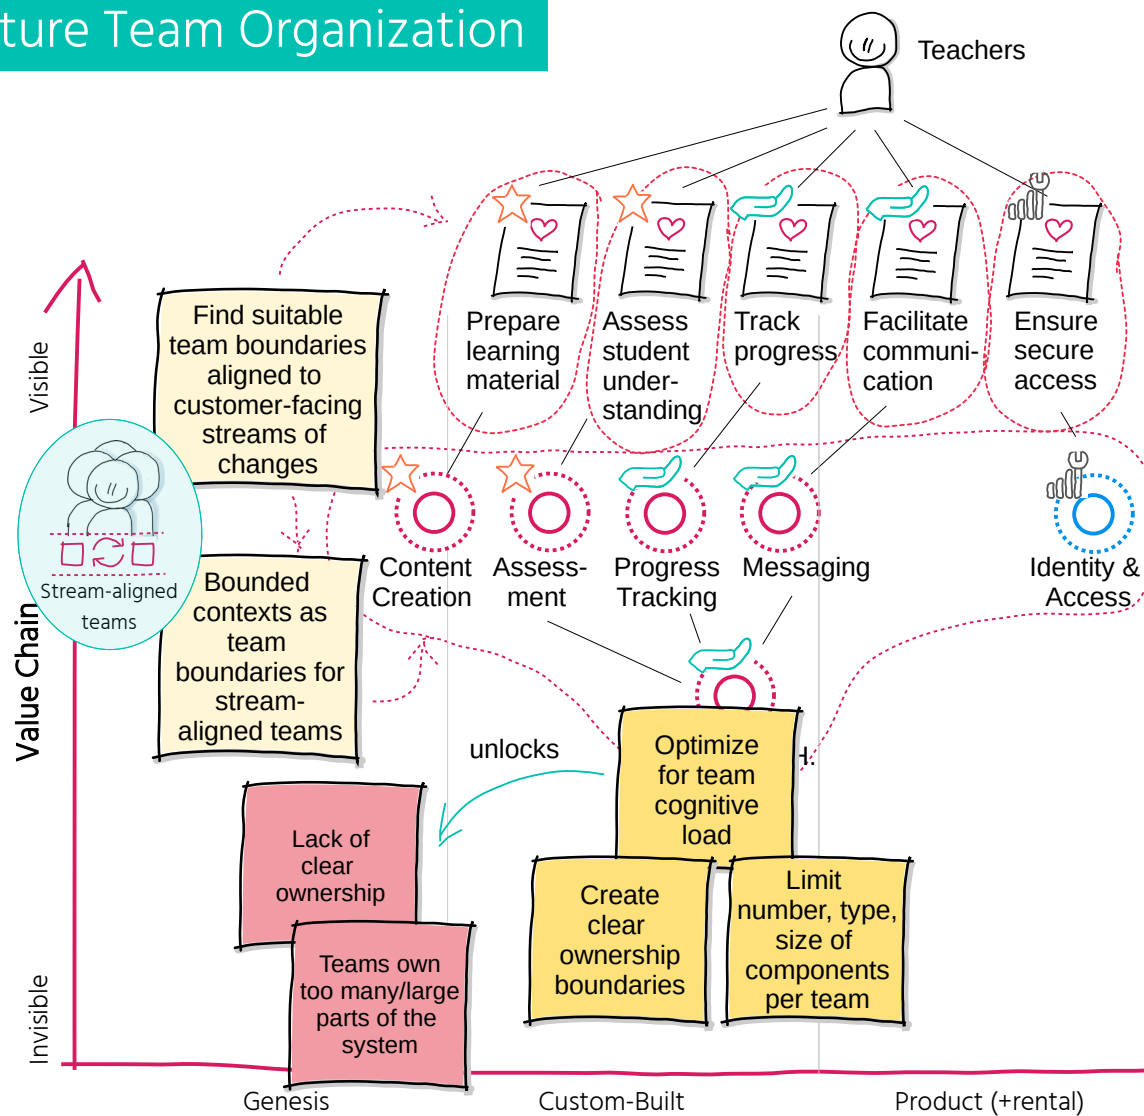 ture Team Organization
Teachers
Find suitable
team boundaries
aligned to
customer-facing
streams of
changes
Prepare
learning
material
Assess
student
under-
standing
Track
progress
Facilitate
communi-
cation
Ensure
secure
access
Visible
Stream-aligned
teams
Value Chain
Invisible
Bounded
contexts as
team
boundaries for
stream-
aligned teams
Content
Creation
Assess-
ment
Progress
Tracking
Messaging
Identity &
Access
unlocks
Optimize
for team
cognitive
load
Lack of
clear
ownership
Teams own
too many/large
parts of the
system
Create
clear
ownership
boundaries
Limit
number, type,
size of
components
per team
Genesis
Custom-Built
Product (+rental)